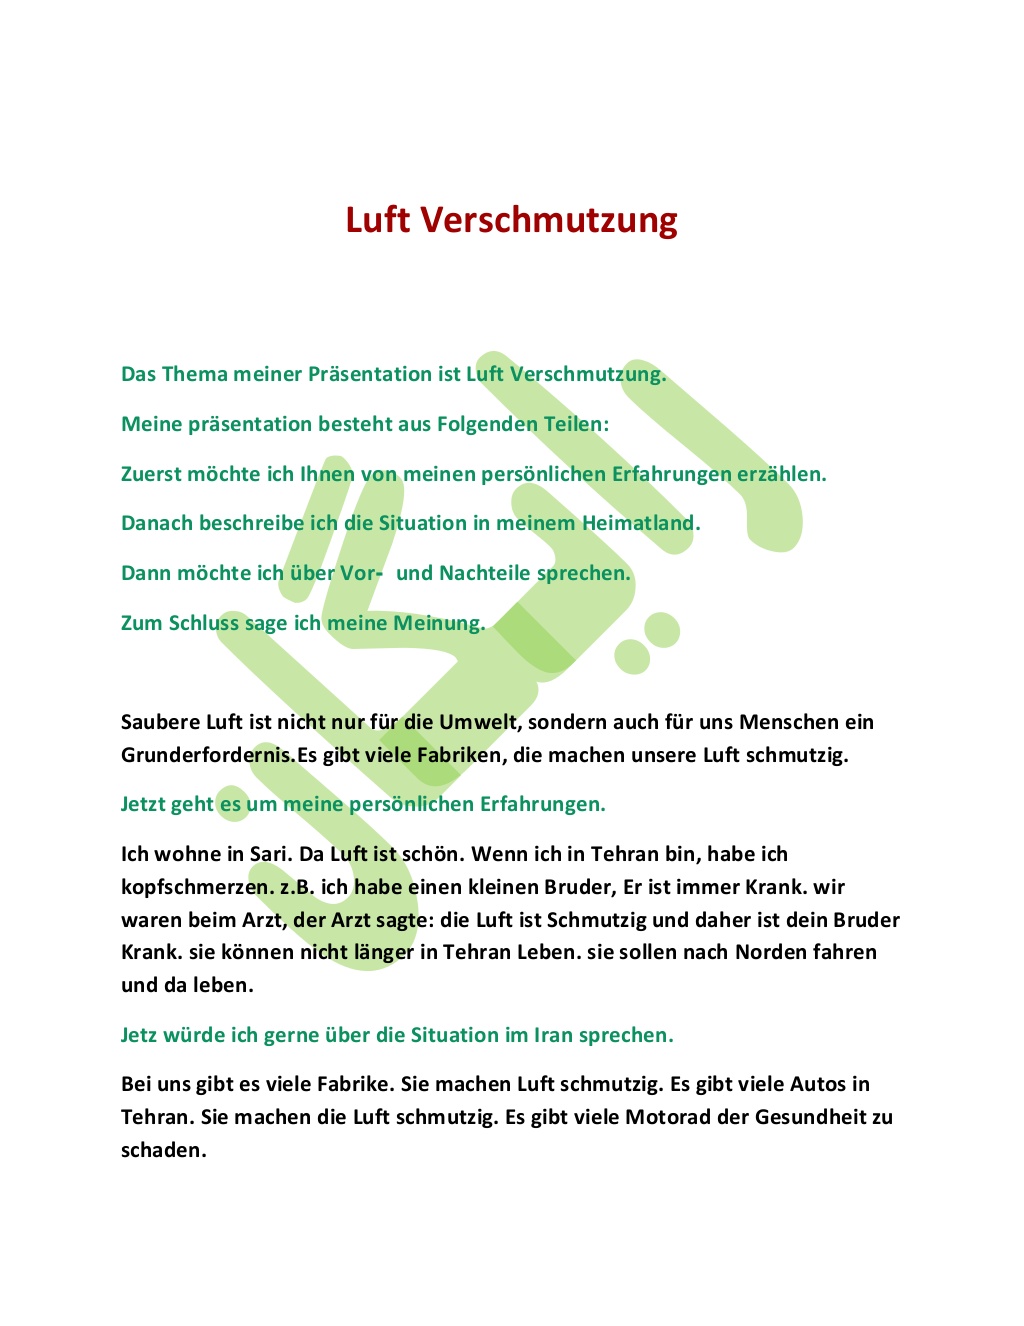 Luft Verschmutzung
Das Thema meiner Präsentation ist Luft Verschmutzung.
Meine präsentation besteht aus Folgenden Teilen:
Zuerst möchte ich Ihnen von meinen persönlichen Erfahrungen erzählen.
Danach beschreibe ich die Situation in meinem Heimatland.
Dann möchte ich über Vor-  und Nachteile sprechen.
Zum Schluss sage ich meine Meinung.
Saubere Luft ist nicht nur für die Umwelt, sondern auch für uns Menschen ein
Grunderfordernis.Es gibt viele Fabriken, die machen unsere Luft schmutzig.
Jetzt geht es um meine persönlichen Erfahrungen.
Ich wohne in Sari. Da Luft ist schön. Wenn ich in Tehran bin, habe ich
kopfschmerzen. z.B. ich habe einen kleinen Bruder, Er ist immer Krank. wir
waren beim Arzt, der Arzt sagte: die Luft ist Schmutzig und daher ist dein Bruder
Krank. sie können nicht länger in Tehran Leben. sie sollen nach Norden fahren
und da leben.
Jetz würde ich gerne über die Situation im Iran sprechen.
Bei uns gibt es viele Fabrike. Sie machen Luft schmutzig. Es gibt viele Autos in
Tehran. Sie machen die Luft schmutzig. Es gibt viele Motorad der Gesundheit zu
schaden.
رایگان